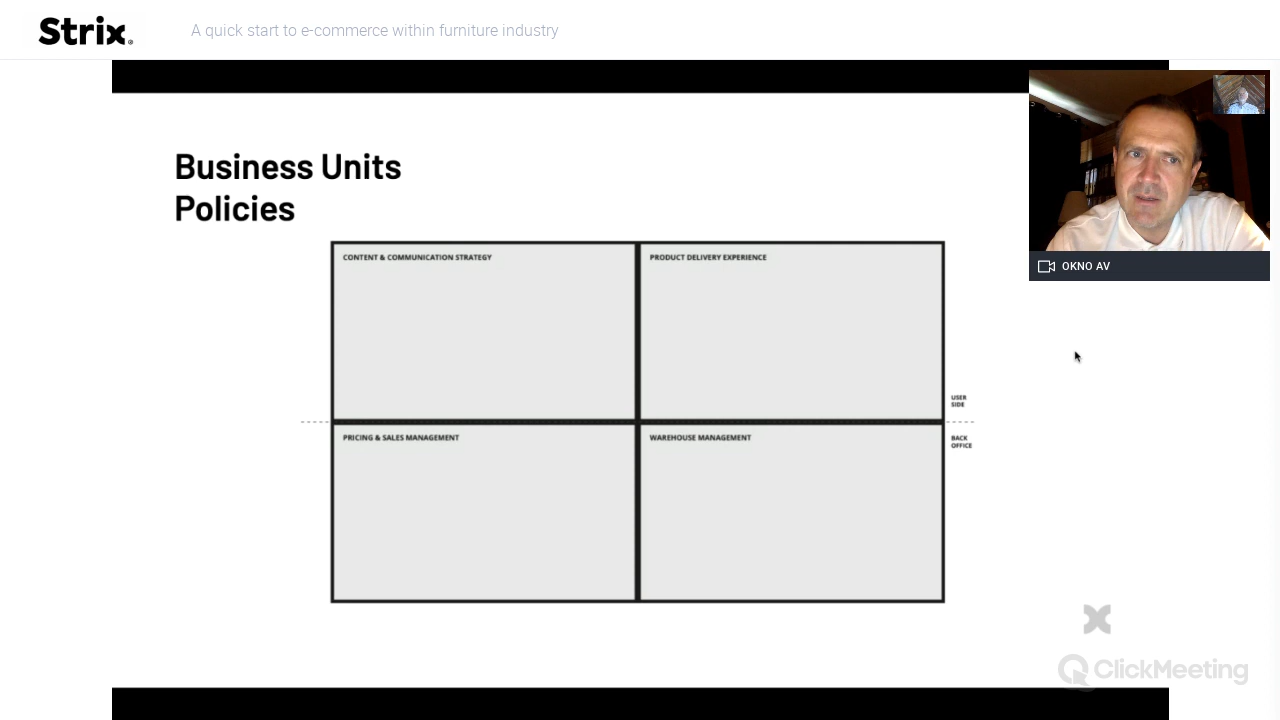 Strix®
A quick start to e-commerce within furniture industry
Business Units
Policies
CONTENT & COMMUNICATION STRATEGY
PRODUCT DELIVERY EXPERIENCE
USER
SIDE
PRICING & SALES MANAGEMENT
WAREHOUSE MANAGEMENT
BACK
OFFICE
OKNO AV
ClickMeeting